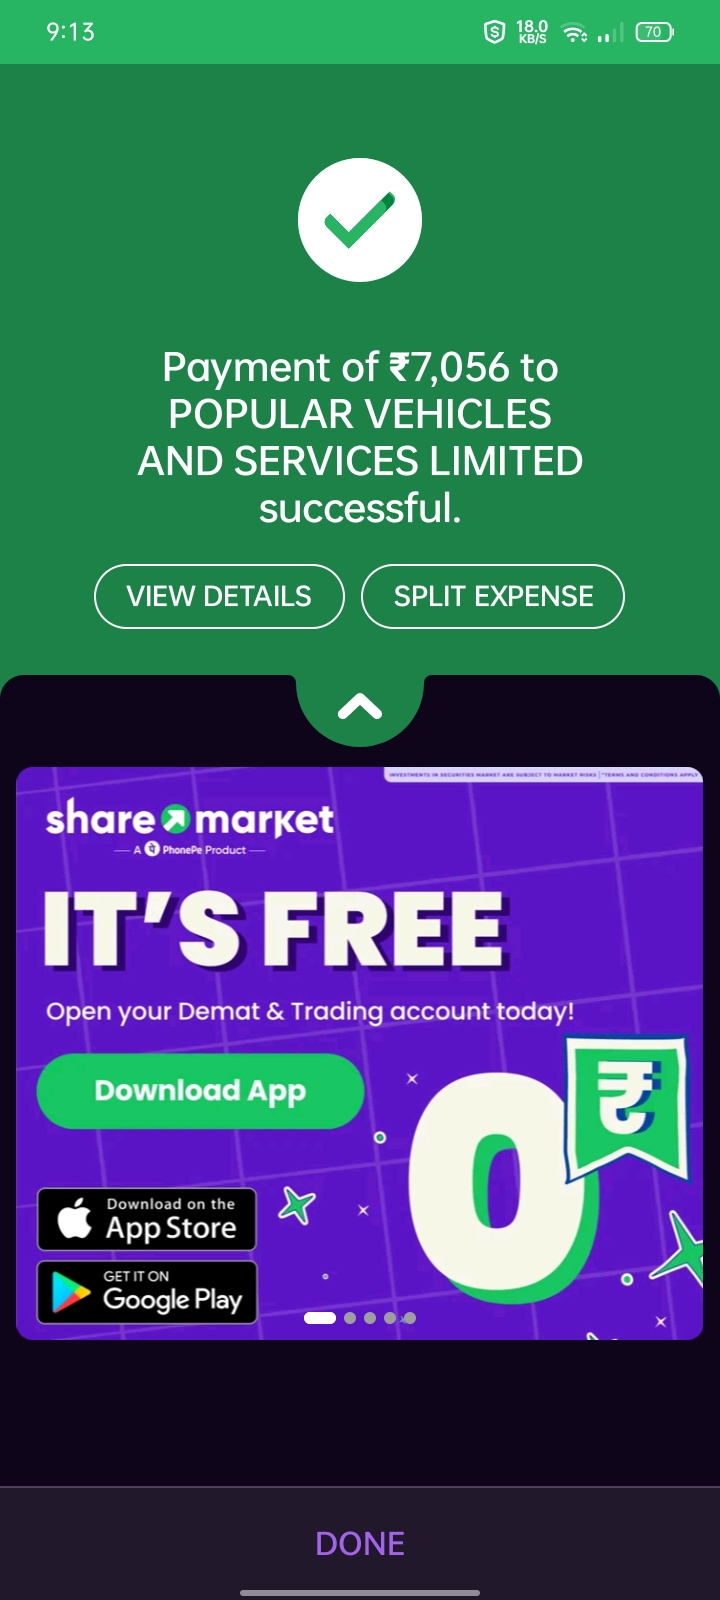 9:13
18.0
KB/S
70
Payment of ₹7,056 to
POPULAR VEHICLES
AND SERVICES LIMITED
successful.
VIEW DETAILS
SPLIT EXPENSE
INVESTMENTS IN SECURITIES MARKET ARE SUBJECT TO MARKET RISKS | *TERMS AND CONDITIONS APPLY
share market
A पे PhonePe Product
IT'S FREE
Open your Demat & Trading account today!
Download App
₹
0
Download on the
App Store
GET IT ON
Google Play
DONE